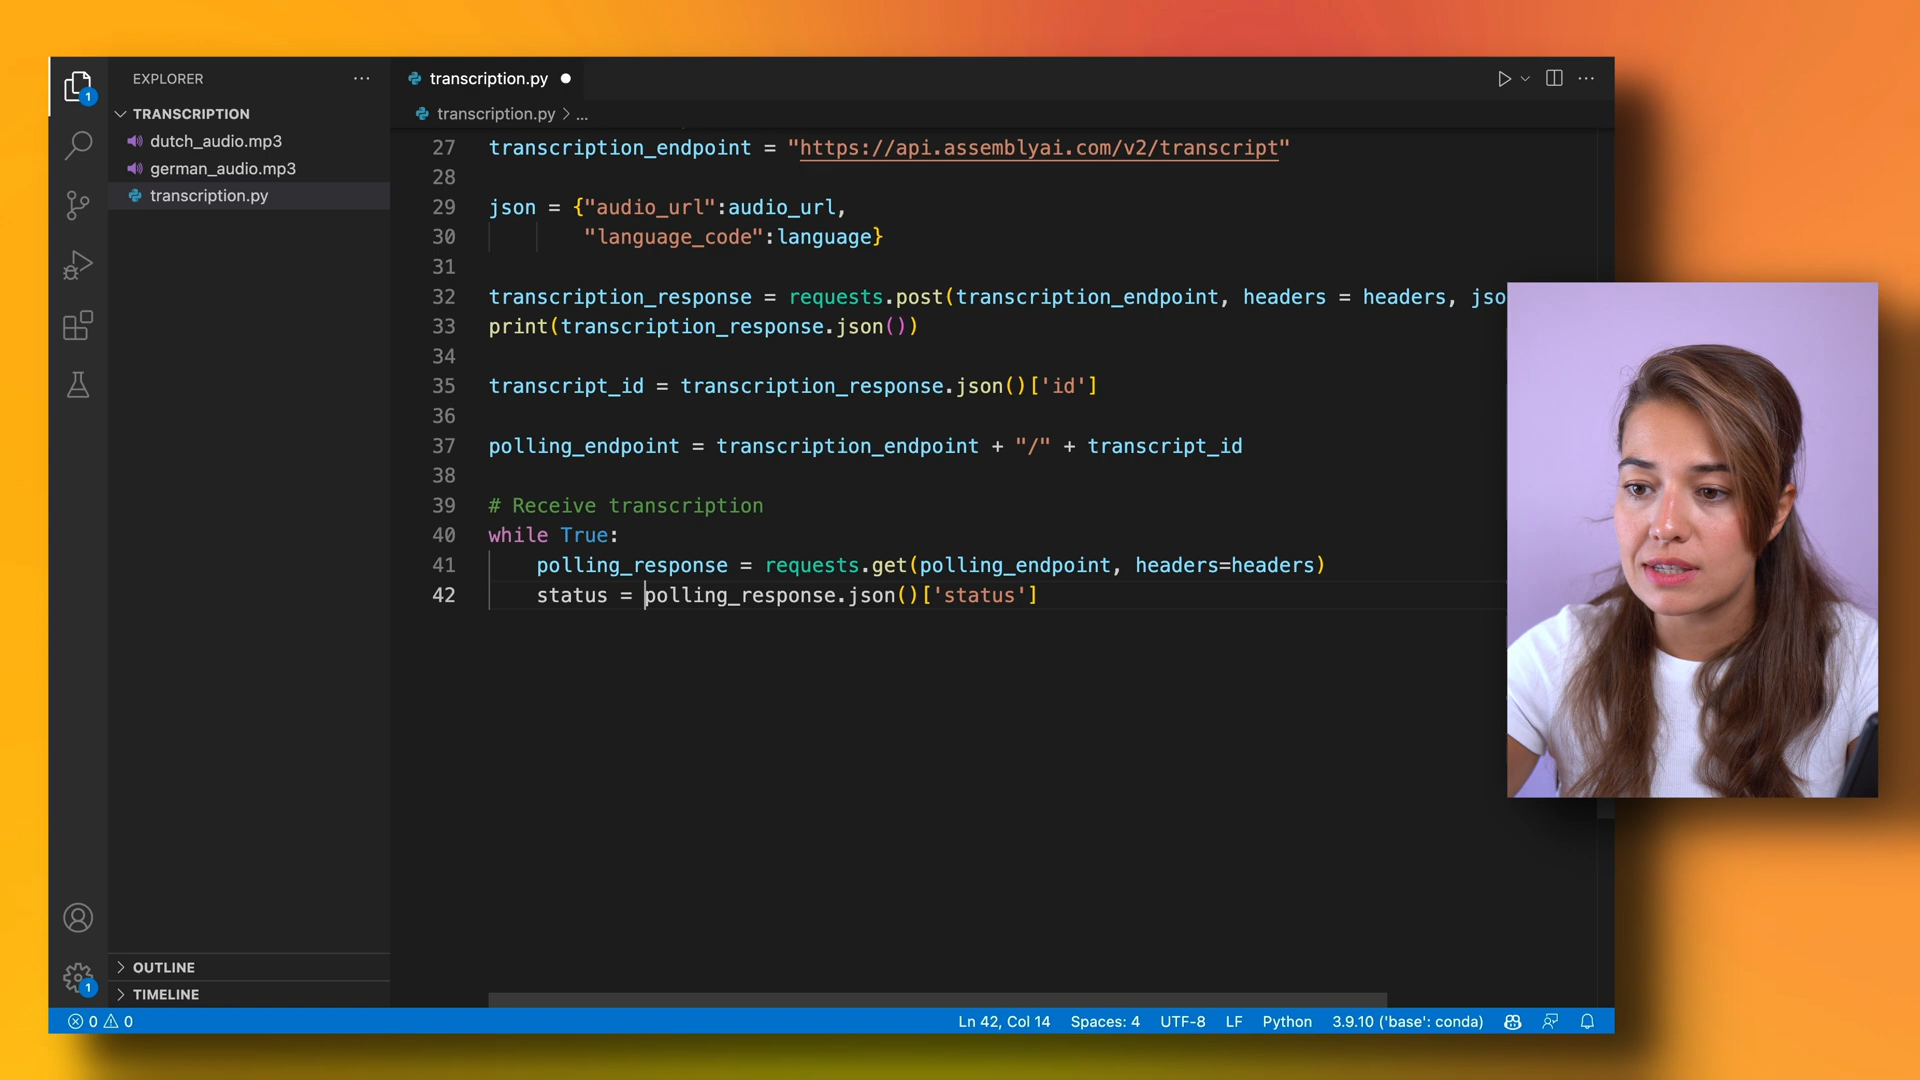 EXPLORER
TRANSCRIPTION
dutch_audio.mp3
german_audio.mp3
transcription.py
1
transcription.py
transcription.py > ...
27 transcription_endpoint = "https://api.assemblyai.com/v2/transcript"
28
29 json = {"audio_url":audio_url,
30 "language_code":language}
31
32 transcription_response = requests.post(transcription_endpoint, headers = headers, jso
33 print(transcription_response.json())
34
35 transcript_id = transcription_response.json()['id']
36
37 polling_endpoint = transcription_endpoint + "/" + transcript_id
38
39 # Receive transcription
40 while True:
41 polling_response = requests.get(polling_endpoint, headers=headers)
42 status = polling_response.json()['status']
OUTLINE
TIMELINE
1
0 0
Ln 42, Col 14 Spaces: 4 UTF-8 LF Python 3.9.10 ('base': conda)